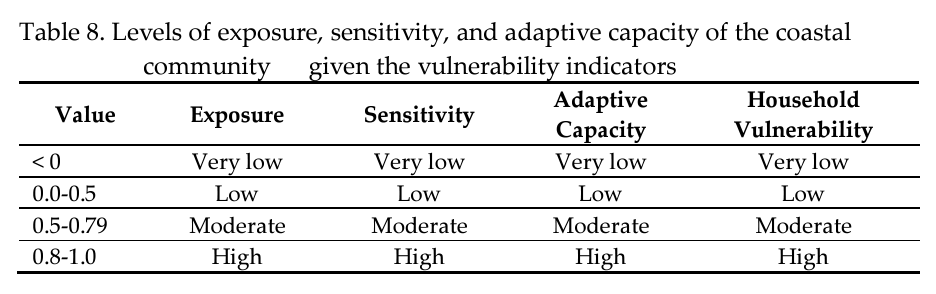 Table 8. Levels of exposure, sensitivity, and adaptive capacity of the coastal
community given the vulnerability indicators
Value Exposure Sensitivity Adaptive Capacity Household Vulnerability
< 0 Very low Very low Very low Very low
0.0-0.5 Low Low Low Low
0.5-0.79 Moderate Moderate Moderate Moderate
0.8-1.0 High High High High